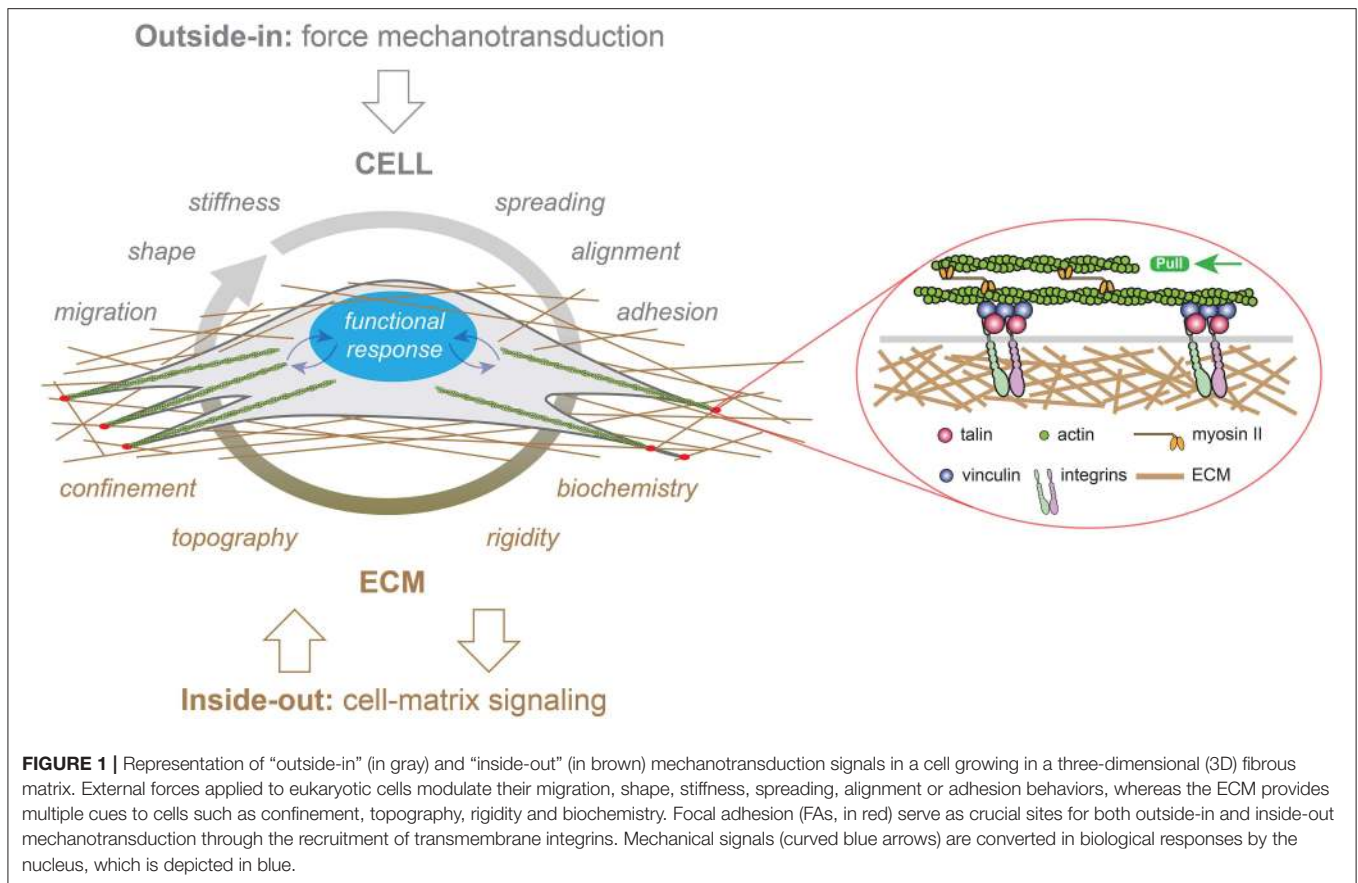 Outside-in: force mechanotransduction
CELL
stiffness
spreading
shape
alignment
migration
adhesion
functional
response
confinement
biochemistry
topography
rigidity
ECM
Inside-out: cell-matrix signaling
Pull
talin
actin
myosin II
vinculin
integrins
ECM
FIGURE 1 | Representation of “outside-in” (in gray) and “inside-out” (in brown) mechanotransduction signals in a cell growing in a three-dimensional (3D) fibrous
matrix. External forces applied to eukaryotic cells modulate their migration, shape, stiffness, spreading, alignment or adhesion behaviors, whereas the ECM provides
multiple cues to cells such as confinement, topography, rigidity and biochemistry. Focal adhesion (FAs, in red) serve as crucial sites for both outside-in and inside-out
mechanotransduction through the recruitment of transmembrane integrins. Mechanical signals (curved blue arrows) are converted in biological responses by the
nucleus, which is depicted in blue.